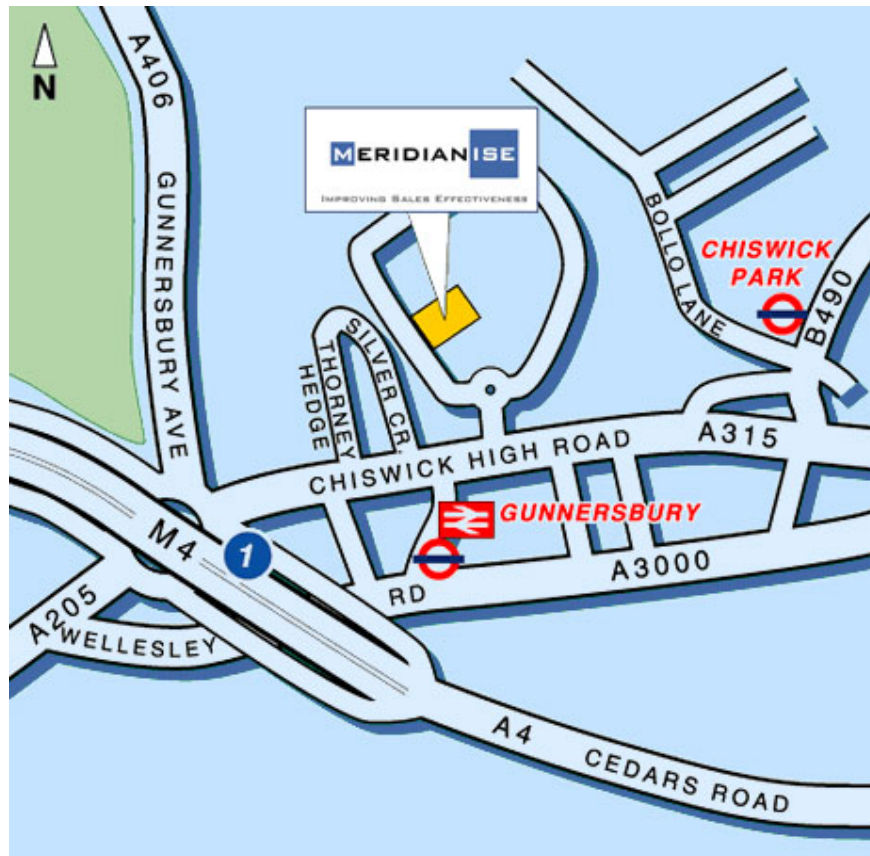 A406
N
MERIDIANISE
IMPROVING SALES EFFECTIVENESS
GUNNERSBURY AVE
BOLLO LANE
CHISWICK
PARK
B490
SILVER CR.
THORNEY
HEDGE
CHISWICK HIGH ROAD
A315
M4
1
GUNNERSBURY
A3000
RD
A205
WELLESLEY
A4
CEDARS ROAD